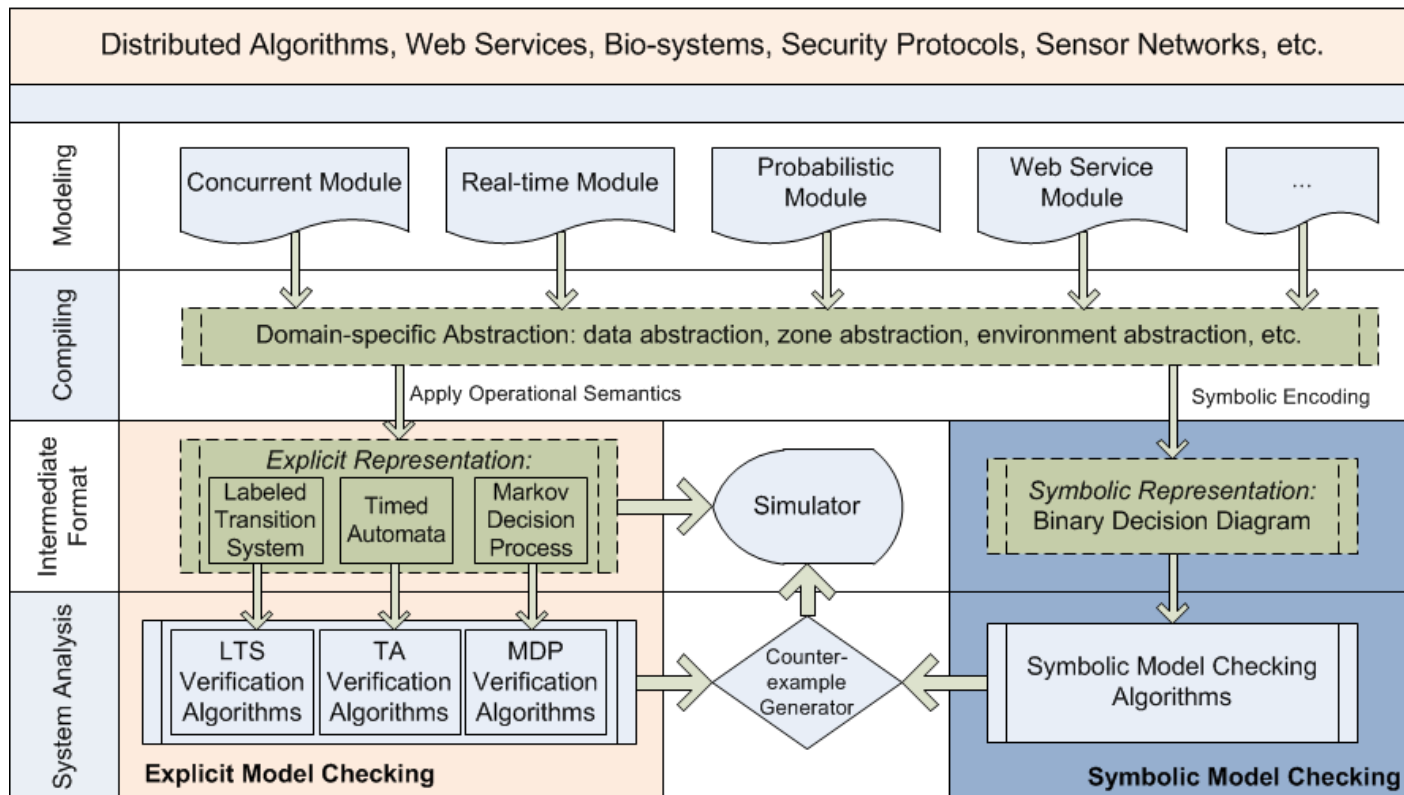 Distributed Algorithms, Web Services, Bio-systems, Security Protocols, Sensor Networks, etc.
Modeling
Concurrent Module
Real-time Module
Probabilistic
Module
Web Service
Module
...
Compiling
Domain-specific Abstraction: data abstraction, zone abstraction, environment abstraction, etc.
Apply Operational Semantics
Symbolic Encoding
Intermediate
Format
Explicit Representation:
Labeled
Transition
System
Timed
Automata
Markov
Decision
Process
Simulator
Symbolic Representation:
Binary Decision Diagram
System Analysis
LTS
Verification
Algorithms
TA
Verification
Algorithms
MDP
Verification
Algorithms
Counter-
example
Generator
Symbolic Model Checking
Algorithms
Explicit Model Checking
Symbolic Model Checking